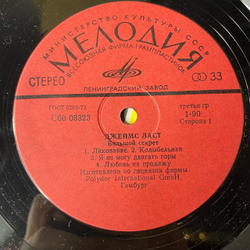 МИНИСТЕРСТВО КУЛЬТУРЫ СССР
МЕЛОДИЯ
ВСЕСОЮЗНАЯ ФИРМА ГРАМПЛАСТИНОК
СТЕРЕО
33
ЛЕНИНГРАДСКИЙ ЗАВОД
ГОСТ 5289-73
третья гр
С60-08323
1-90
Сторона 1
ДЖЕЙМС ЛАСТ
Большой секрет
1. Ликование. 2. Колыбельная
3. Я не могу двигать горы
4. Любовь на продажу
Изготовлено по лицензии фирмы
Polydor International GmbH,
Гамбург